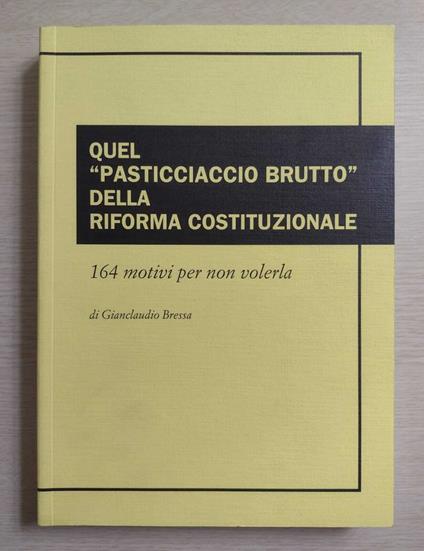 QUEL
“PASTICCIACCIO BRUTTO”
DELLA
RIFORMA COSTITUZIONALE
164 motivi per non volerla
di Gianclaudio Bressa